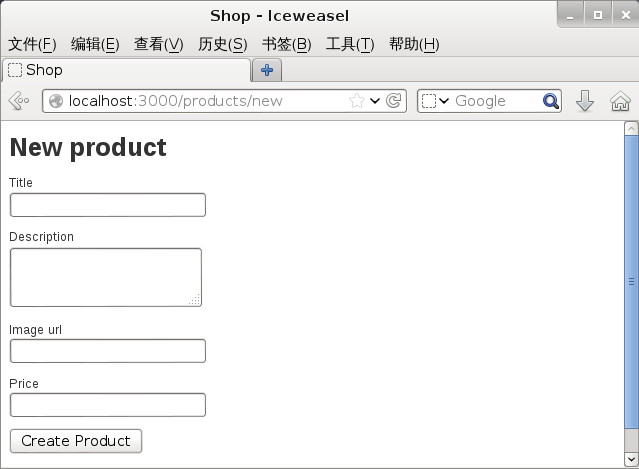 Shop - Iceweasel
文件(F) 编辑(E) 查看(V) 历史(S) 书签(B) 工具(T) 帮助(H)
Shop
localhost:3000/products/new Google
New product
Title
Description
Image url
Price
Create Product